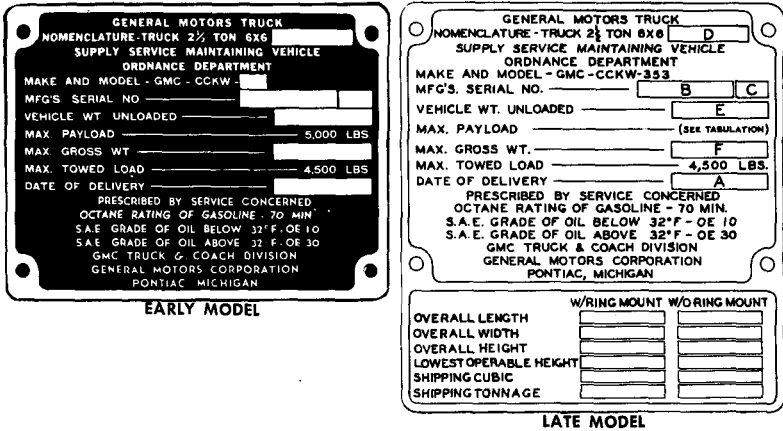 GENERAL MOTORS TRUCK
NOMENCLATURE-TRUCK 2½ TON 6X6
SUPPLY SERVICE MAINTAINING VEHICLE
ORDNANCE DEPARTMENT
MAKE AND MODEL - GMC - CCKW -
MFG'S SERIAL NO.
VEHICLE WT. UNLOADED
MAX. PAYLOAD 5,000 LBS
MAX. GROSS WT
MAX. TOWED LOAD 4,500 LBS
DATE OF DELIVERY
PRESCRIBED BY SERVICE CONCERNED
OCTANE RATING OF GASOLINE - 70 MIN
S.A.E. GRADE OF OIL BELOW 32°F - OE 10
S.A.E. GRADE OF OIL ABOVE 32°F - OE 30
GMC TRUCK & COACH DIVISION
GENERAL MOTORS CORPORATION
PONTIAC MICHIGAN
EARLY MODEL
GENERAL MOTORS TRUCK
NOMENCLATURE - TRUCK 2½ TON 6X6 D
SUPPLY SERVICE MAINTAINING VEHICLE
ORDNANCE DEPARTMENT
MAKE AND MODEL - GMC - CCKW-353
MFG'S. SERIAL NO. B C
VEHICLE WT. UNLOADED E
MAX. PAYLOAD (SEE TABULATION)
MAX. GROSS WT. F
MAX. TOWED LOAD 4,500 LBS.
DATE OF DELIVERY A
PRESCRIBED BY SERVICE CONCERNED
OCTANE RATING OF GASOLINE - 70 MIN.
S.A.E. GRADE OF OIL BELOW 32°F - OE 10
S.A.E. GRADE OF OIL ABOVE 32°F - OE 30
GMC TRUCK & COACH DIVISION
GENERAL MOTORS CORPORATION
PONTIAC, MICHIGAN
W/RING MOUNT W/O RING MOUNT
OVERALL LENGTH
OVERALL WIDTH
OVERALL HEIGHT
LOWEST OPERABLE HEIGHT
SHIPPING CUBIC
SHIPPING TONNAGE
LATE MODEL